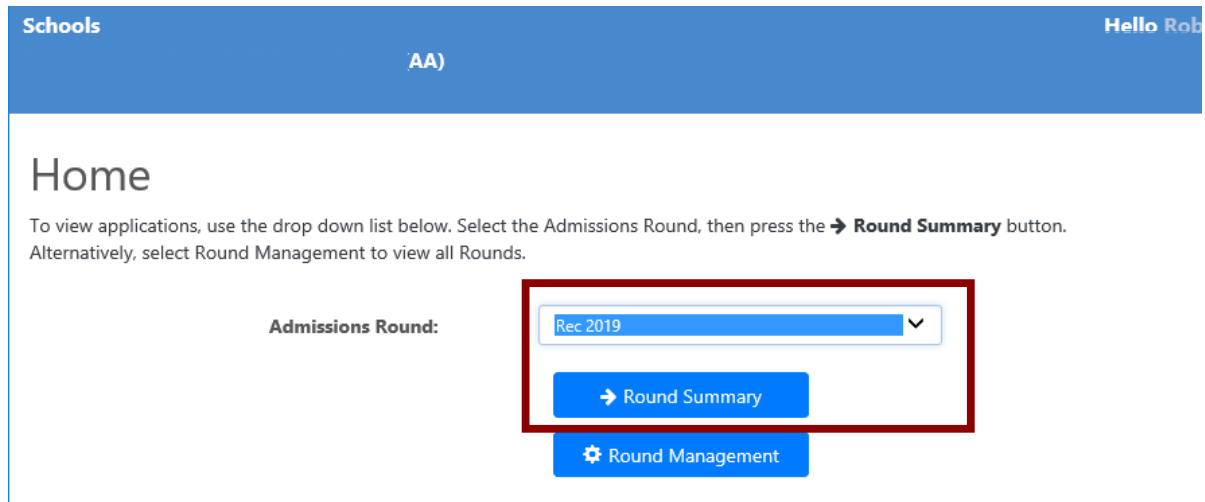 Schools
Hello Rob
AA)
Home
To view applications, use the drop down list below. Select the Admissions Round, then press the → Round Summary button.
Alternatively, select Round Management to view all Rounds.
Admissions Round:
Rec 2019
→ Round Summary
Round Management